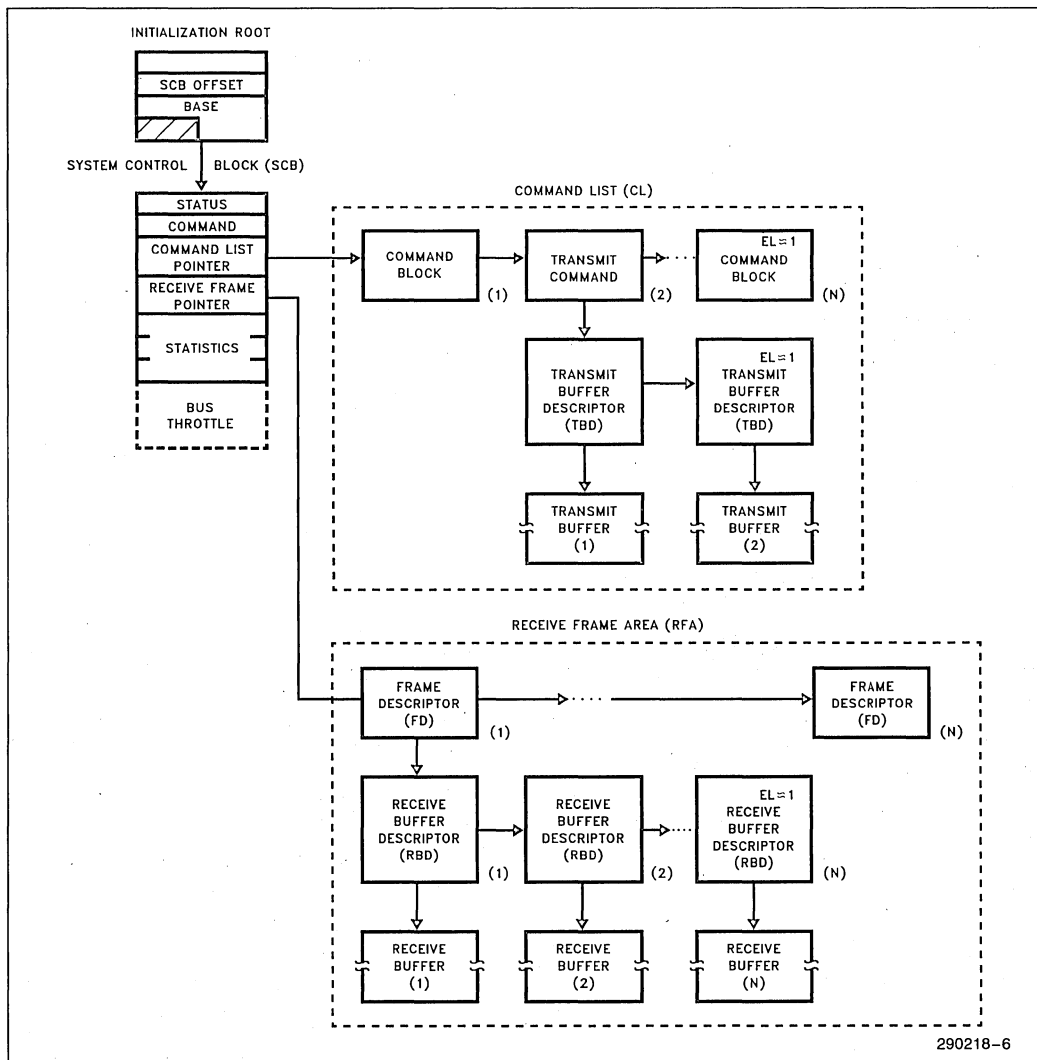 INITIALIZATION ROOT
SCB OFFSET
BASE
SYSTEM CONTROL BLOCK (SCB)
STATUS
COMMAND
COMMAND LIST
POINTER
RECEIVE FRAME
POINTER
STATISTICS
BUS
THROTTLE
COMMAND LIST (CL)
COMMAND
BLOCK
(1)
TRANSMIT
COMMAND
(2)
EL=1
COMMAND
BLOCK
(N)
TRANSMIT
BUFFER
DESCRIPTOR
(TBD)
EL=1
TRANSMIT
BUFFER
DESCRIPTOR
(TBD)
TRANSMIT
BUFFER
(1)
TRANSMIT
BUFFER
(2)
RECEIVE FRAME AREA (RFA)
FRAME
DESCRIPTOR
(FD)
(1)
FRAME
DESCRIPTOR
(FD)
(N)
RECEIVE
BUFFER
DESCRIPTOR
(RBD)
(1)
RECEIVE
BUFFER
DESCRIPTOR
(RBD)
(2)
EL=1
RECEIVE
BUFFER
DESCRIPTOR
(RBD)
(N)
RECEIVE
BUFFER
(1)
RECEIVE
BUFFER
(2)
RECEIVE
BUFFER
(N)
290218-6